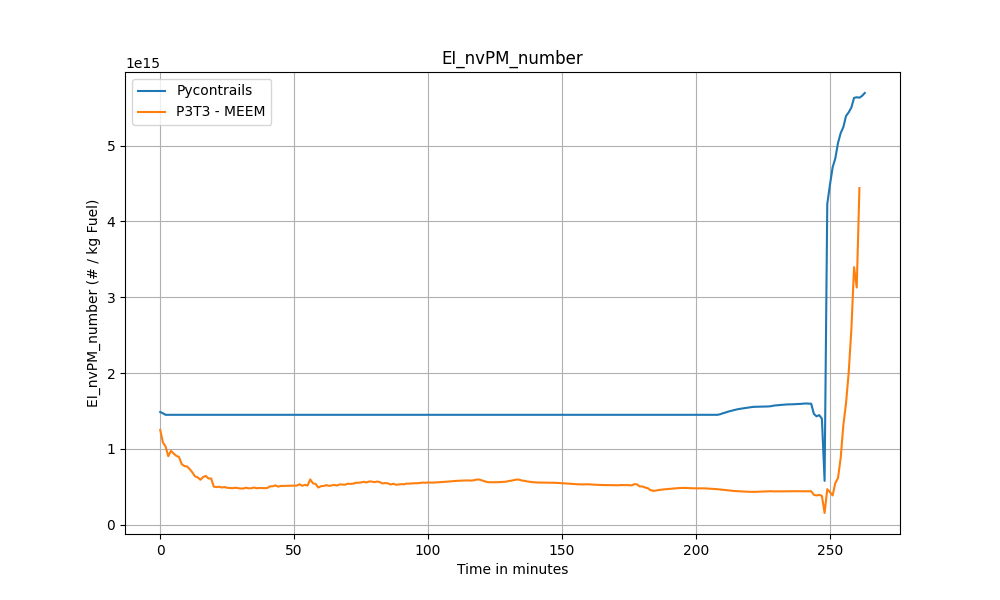 EI_nvPM_number
1e15
Pycontrails
P3T3 - MEEM
EI_nvPM_number (# / kg Fuel)
5
4
3
2
1
0
0 50 100 150 200 250
Time in minutes